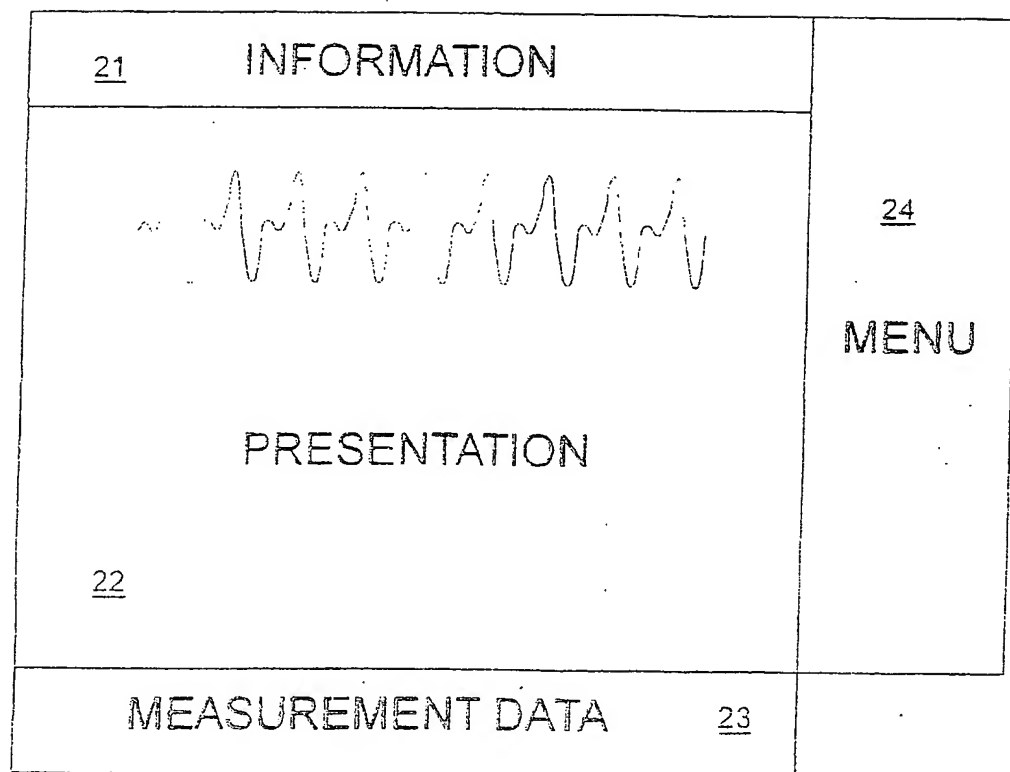 21 INFORMATION
24
MENU
PRESENTATION
22
MEASUREMENT DATA 23